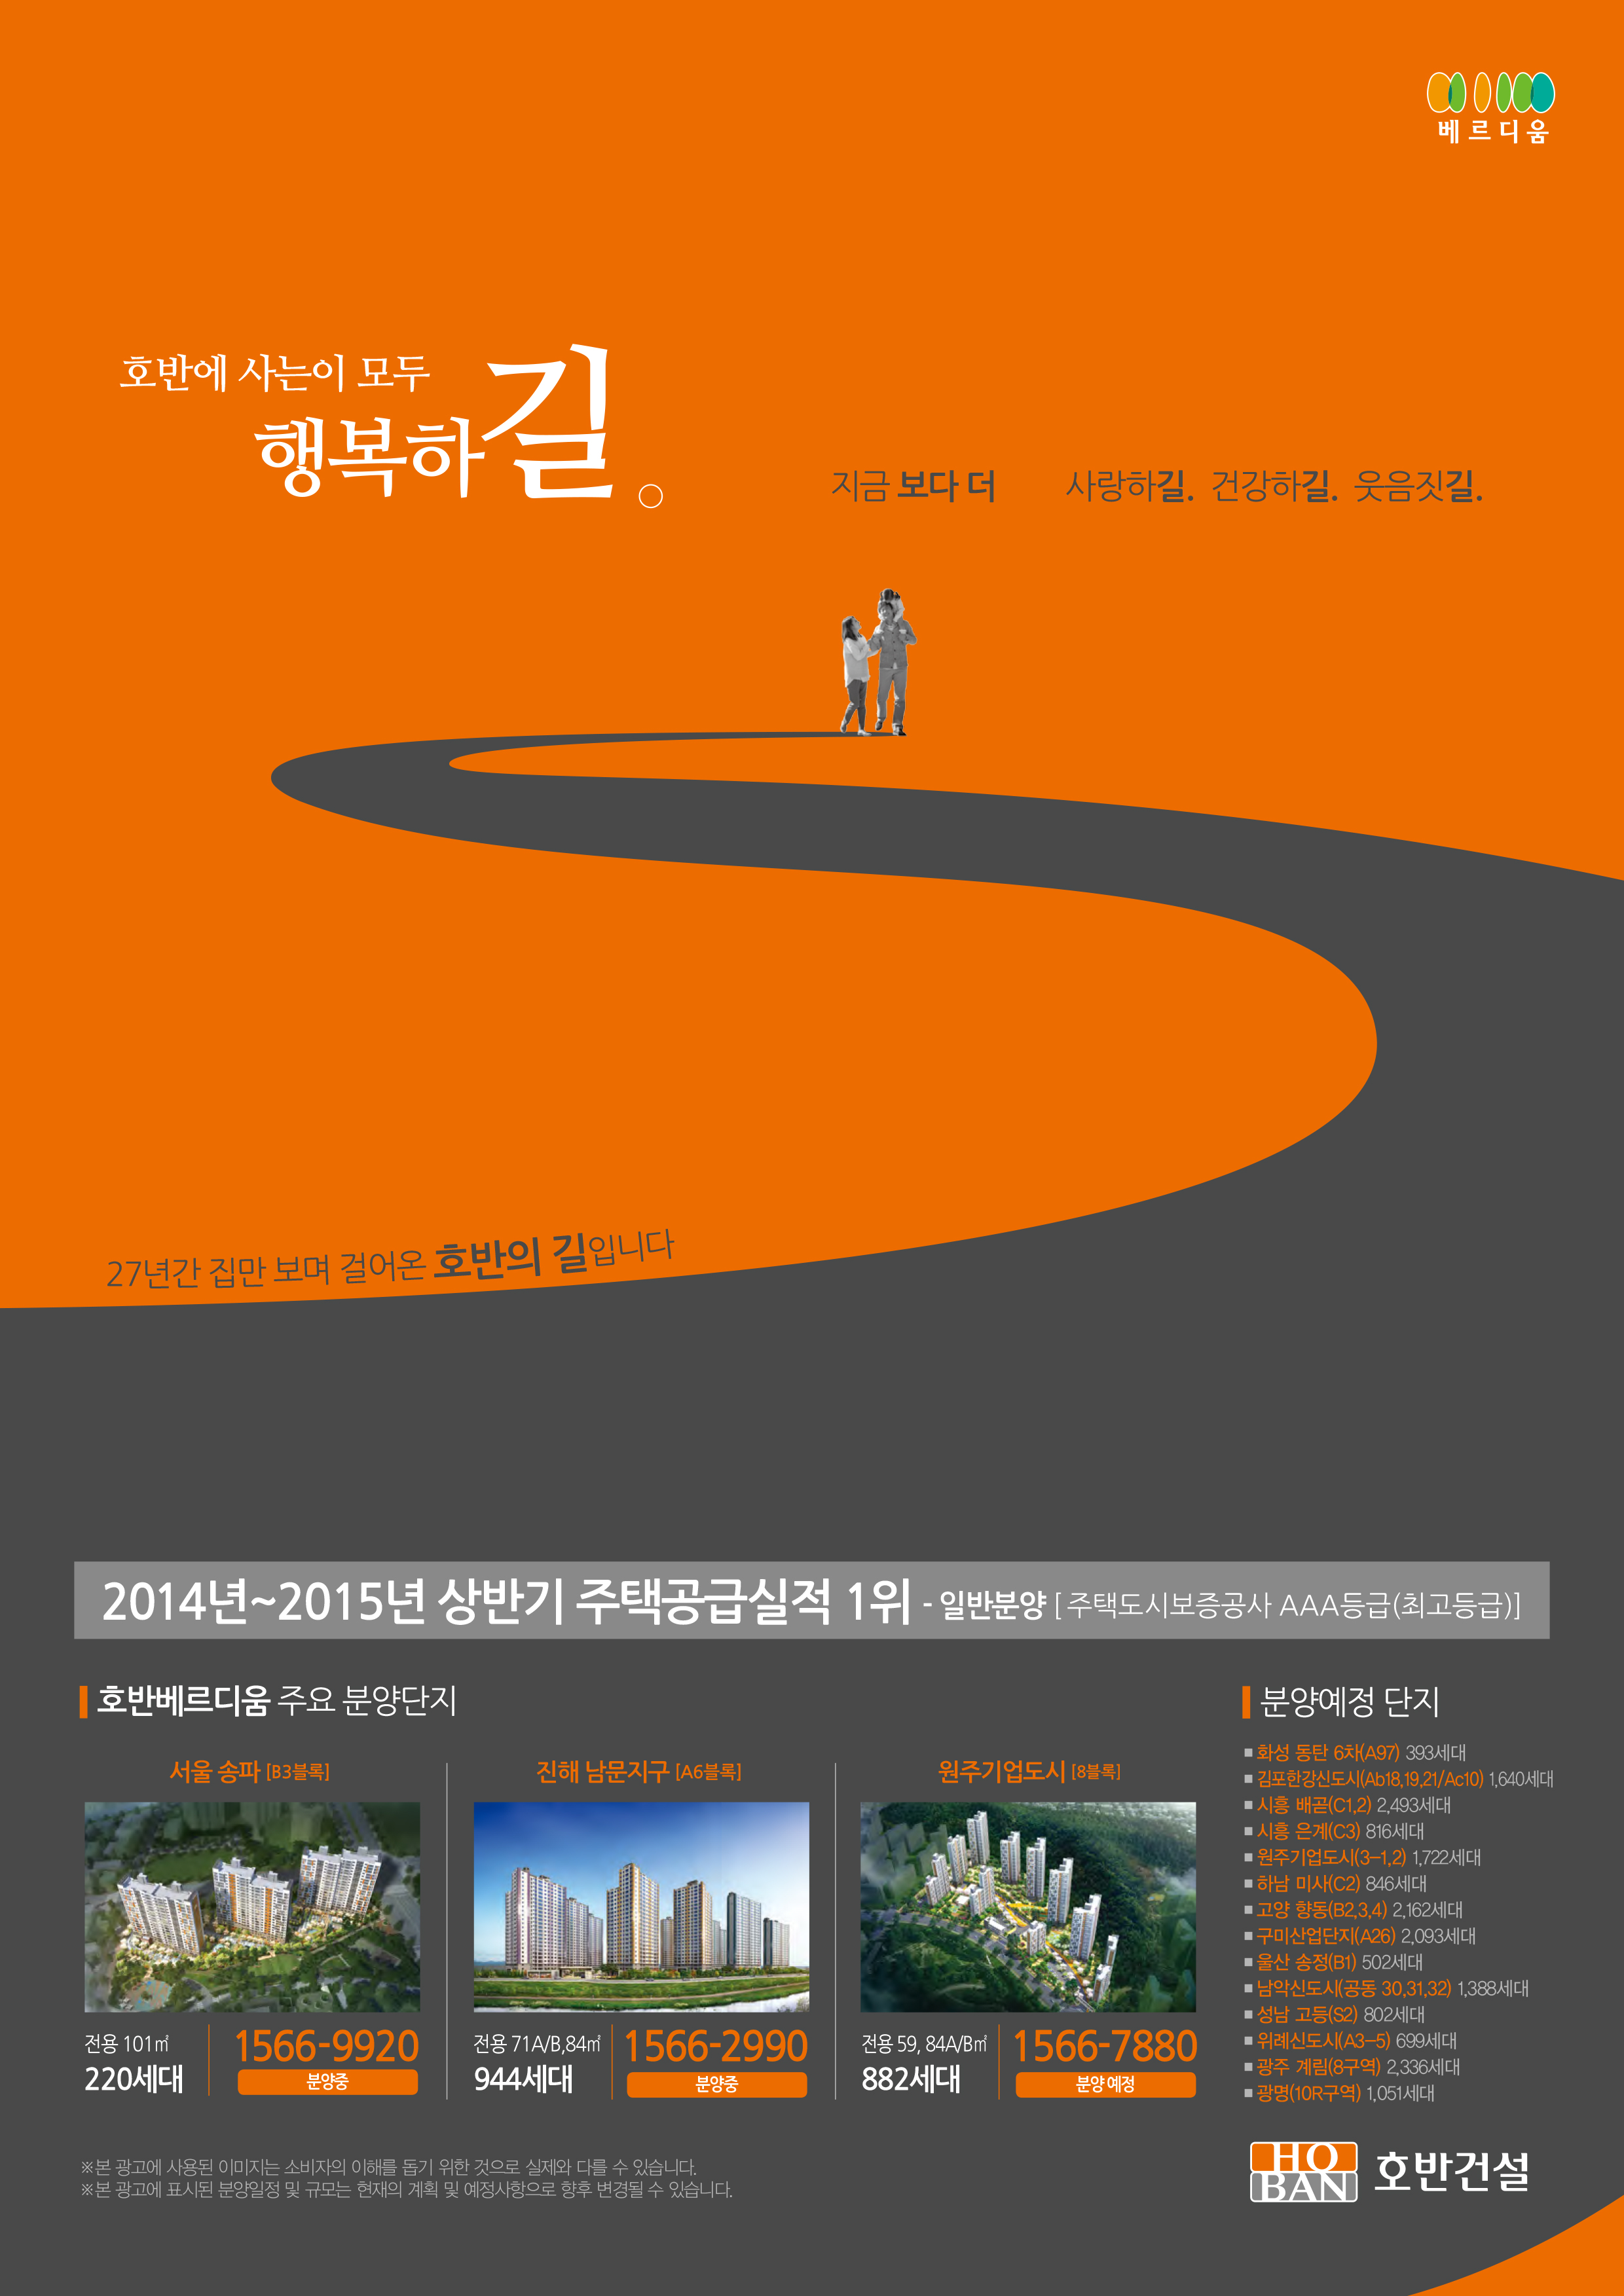 베르디움
호반에 사는이 모두
행복하길.
지금 보다 더 사랑하길. 건강하길. 웃음짓길.
27년간 집만 보며 걸어온 호반의 길입니다
2014년~2015년 상반기 주택공급실적 1위 - 일반분양 [주택도시보증공사 AAA등급(최고등급)]
호반베르디움 주요 분양단지
서울 송파 [B3블록]
전용 101㎡
220세대
1566-9920
분양중
진해 남문지구 [A6블록]
전용 71A/B,84㎡
944세대
1566-2990
분양중
원주기업도시 [8블록]
전용 59, 84A/B㎡
882세대
1566-7880
분양 예정
분양예정 단지
■ 화성 동탄 6차(A97) 393세대
■ 김포한강신도시(Ab18,19,21/Ac10) 1,640세대
■ 시흥 배곧(C1,2) 2,493세대
■ 시흥 은계(C3) 816세대
■ 원주기업도시(3-1,2) 1,722세대
■ 하남 미사(C2) 846세대
■ 고양 향동(B2,3,4) 2,162세대
■ 구미산업단지(A26) 2,093세대
■ 울산 송정(B1) 502세대
■ 남악신도시(공동 30,31,32) 1,388세대
■ 성남 고등(S2) 802세대
■ 위례신도시(A3-5) 699세대
■ 광주 계림(8구역) 2,336세대
■ 광명(10R구역) 1,051세대
※본 광고에 사용된 이미지는 소비자의 이해를 돕기 위한 것으로 실제와 다를 수 있습니다.
※본 광고에 표시된 분양일정 및 규모는 현재의 계획 및 예정사항으로 향후 변경될 수 있습니다.
HO
BAN
호반건설